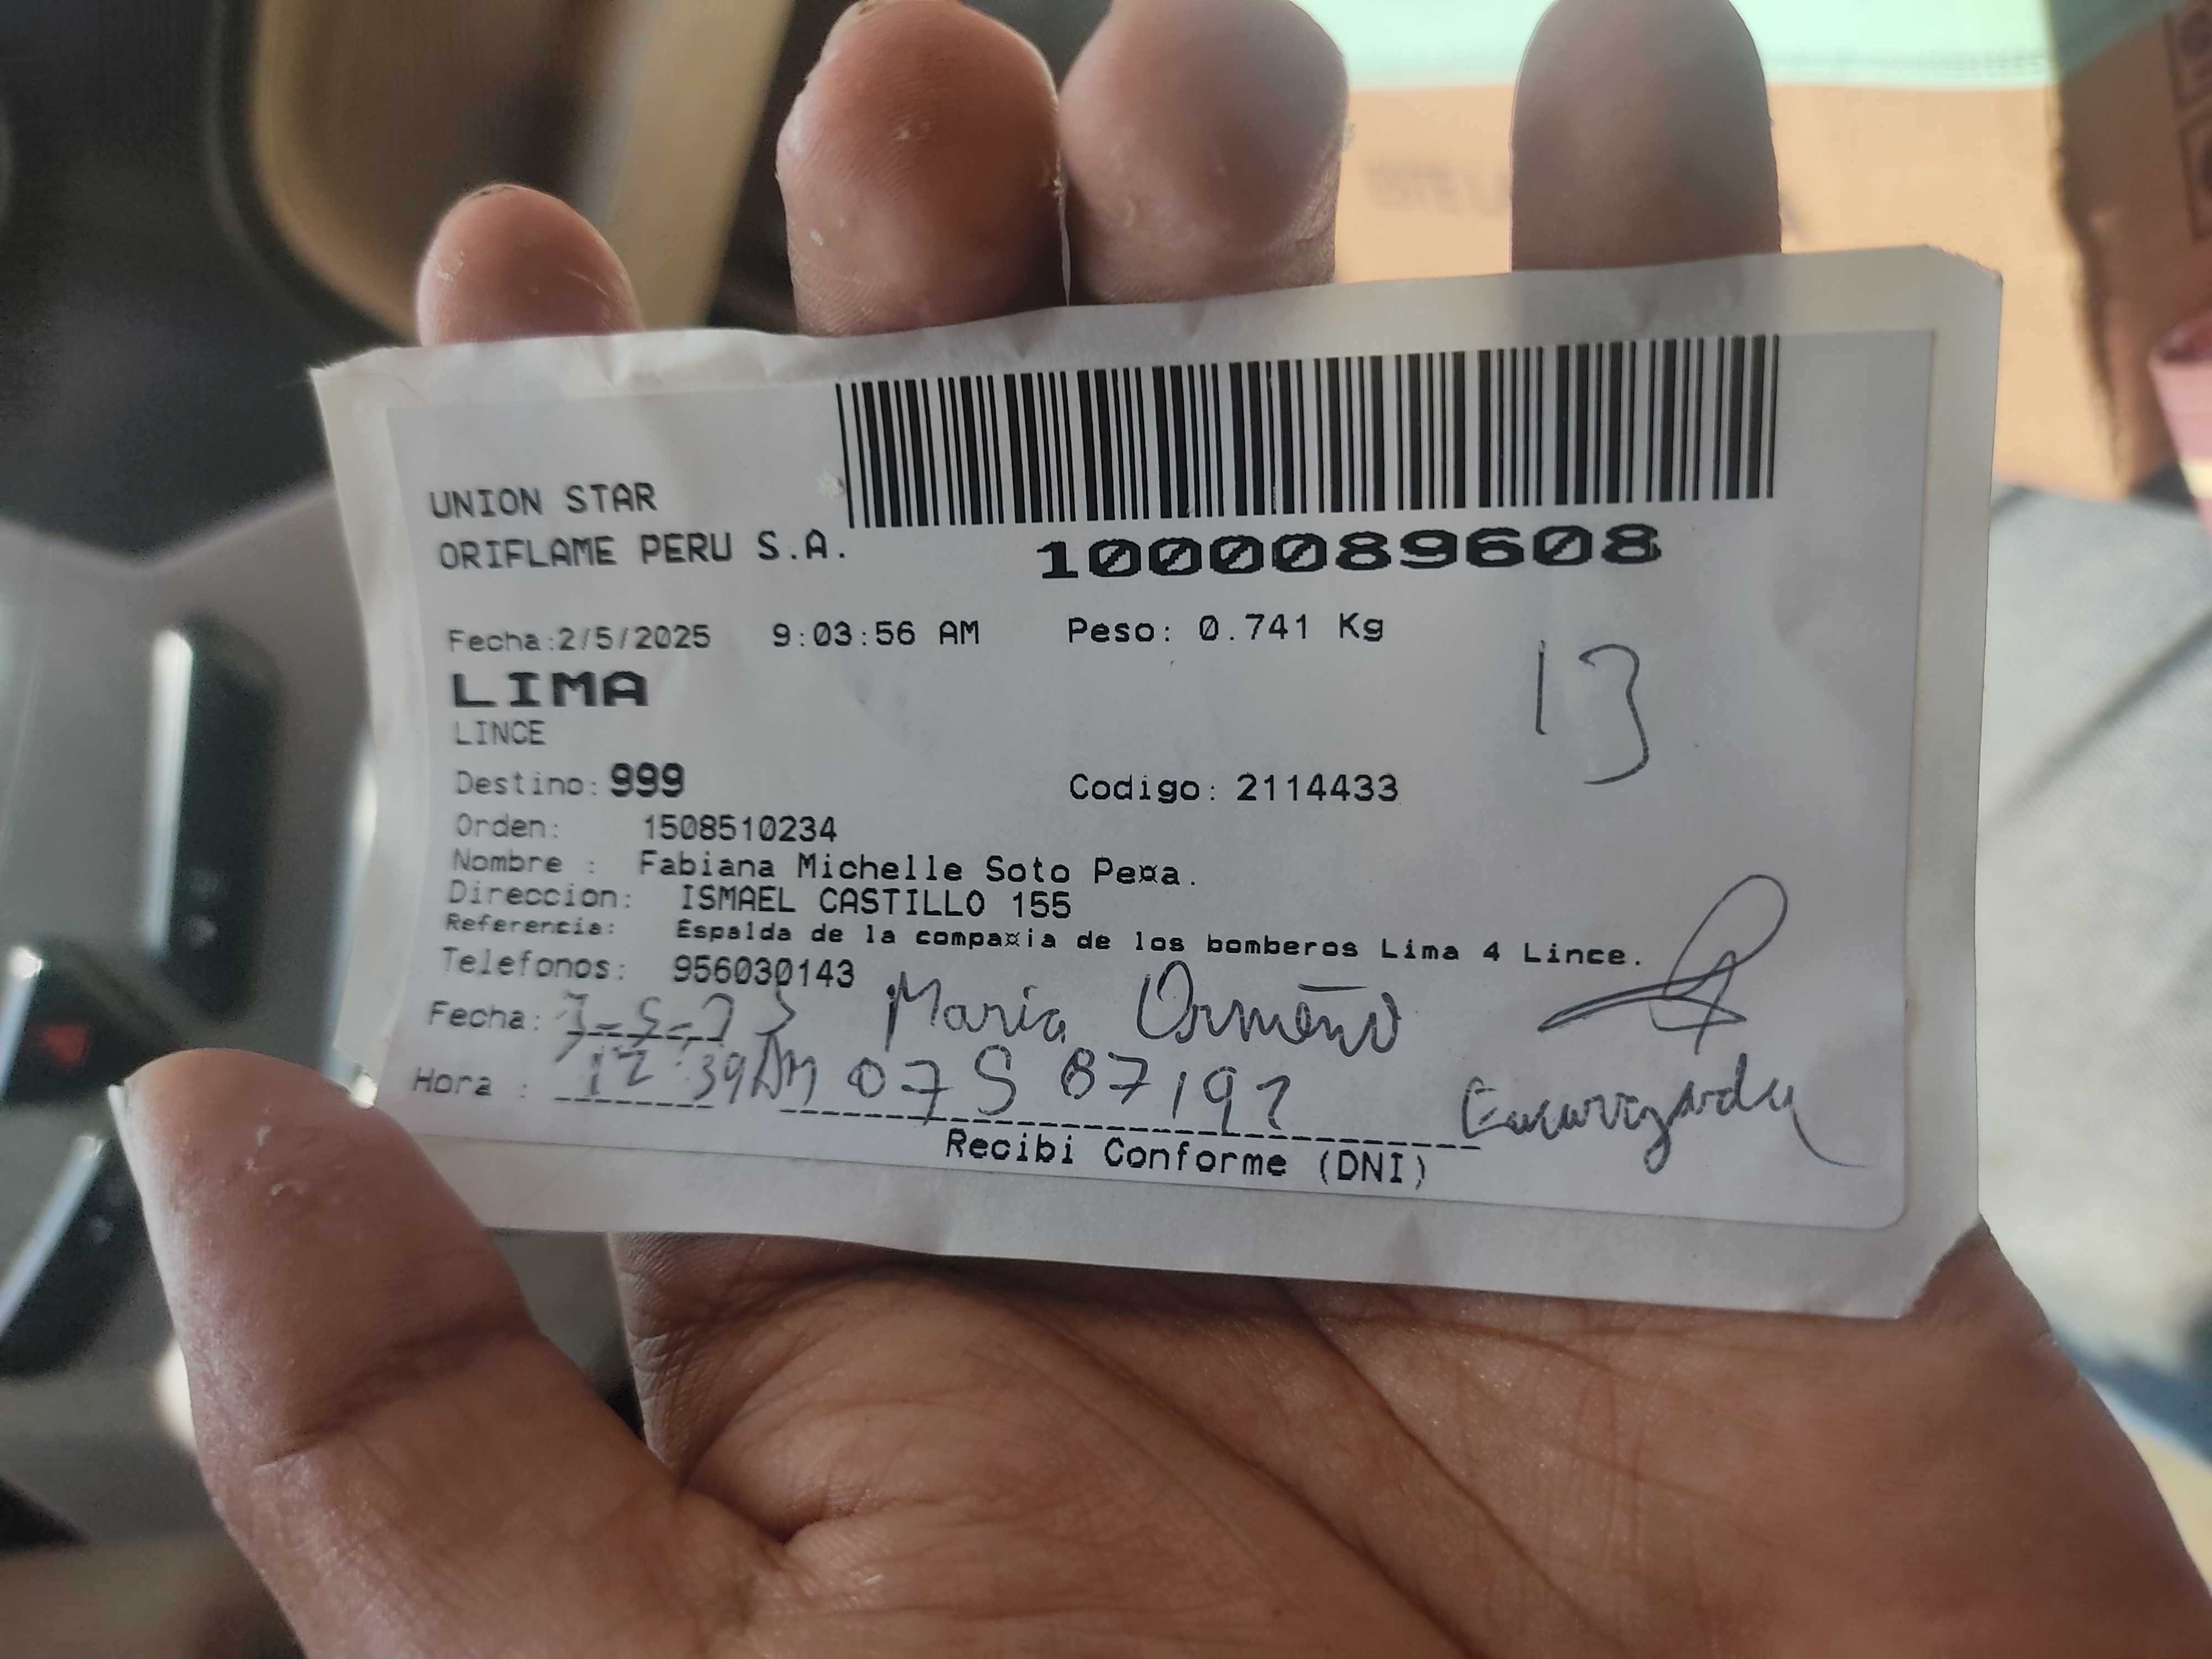 UNION STAR
ORIFLAME PERU S.A.
1000089608
Fecha:2/5/2025 9:03:56 AM Peso: 0.741 Kg
LIMA
13
LINCE
Destino: 999 Codigo: 2114433
Orden: 1508510234
Nombre : Fabiana Michelle Soto Pe¤a.
Direccion: ISMAEL CASTILLO 155
Referencia: Espalda de la compa¤ia de los bomberos Lima 4 Lince.
Telefonos: 956030143
Fecha: Maria Ormeño
Hora : 12:39 Encargada
Recibi Conforme (DNI)